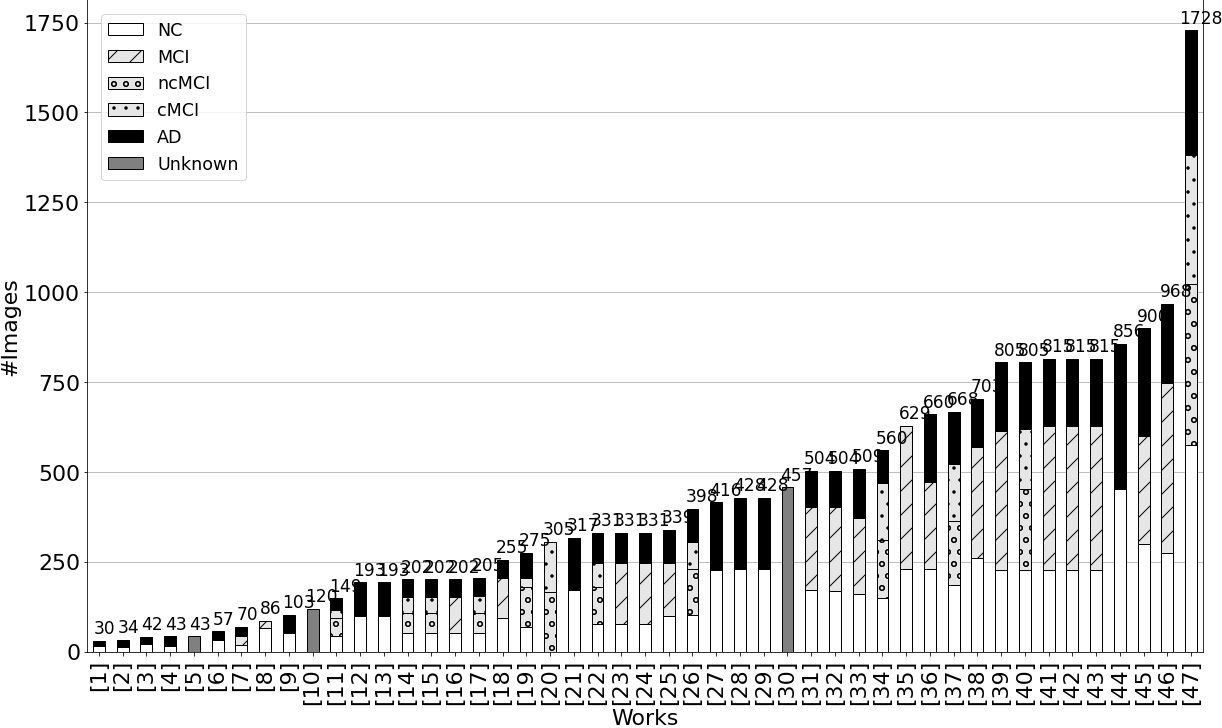 1750
1500
1250
1000
750
500
250
0
#Images
NC
MCI
ncMCI
cMCI
AD
Unknown
30 34 42 43 43 57 70 86 103 120 149 193 193 202 202 202 205 255 275 305 317 331 331 331 339 398 416 428 428 457 504 504 509 560 629 660 668 703 805 805 815 815 815 856 900 968 1728
[1] [2] [3] [4] [5] [6] [7] [8] [9] [10] [11] [12] [13] [14] [15] [16] [17] [18] [19] [20] [21] [22] [23] [24] [25] [26] [27] [28] [29] [30] [31] [32] [33] [34] [35] [36] [37] [38] [39] [40] [41] [42] [43] [44] [45] [46] [47]
Works